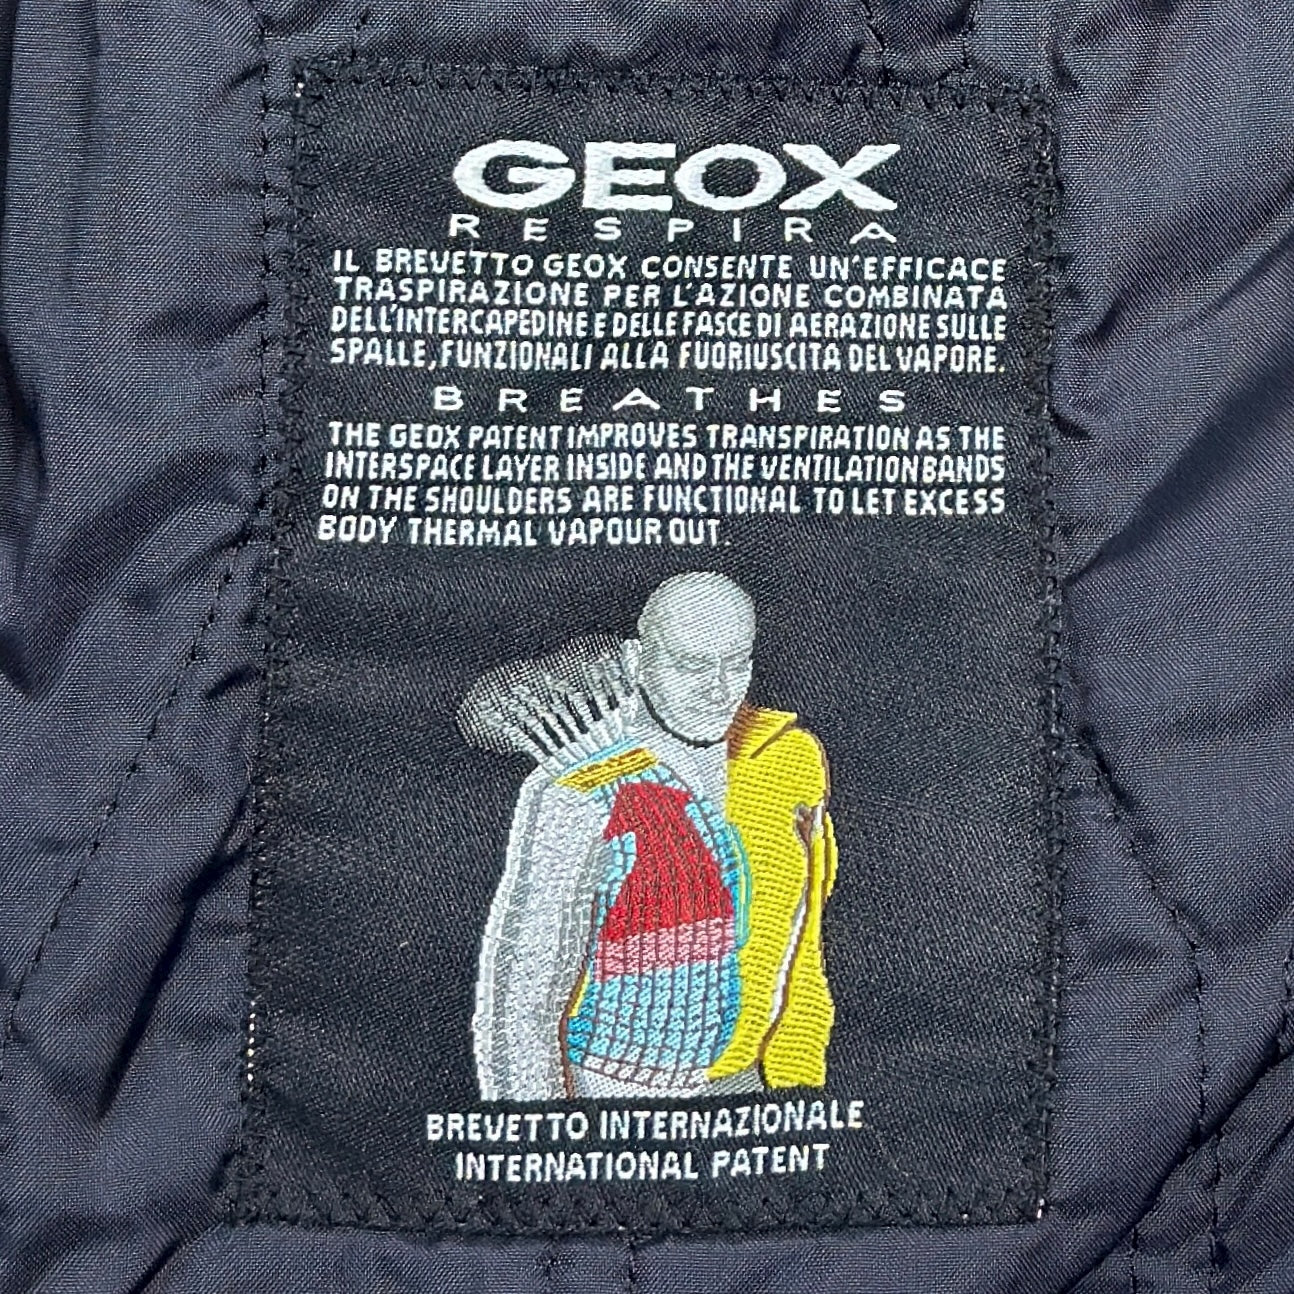 GEOX
RESPIRA
IL BREVETTO GEOX CONSENTE UN'EFFICACE
TRASPIRAZIONE PER L'AZIONE COMBINATA
DELL'INTERCAPEDINE E DELLE FASCE DI AERAZIONE SULLE
SPALLE, FUNZIONALI ALLA FUORIUSCITA DEL VAPORE.
BREATHES
THE GEOX PATENT IMPROVES TRANSPIRATION AS THE
INTERSPACE LAYER INSIDE AND THE VENTILATION BANDS
ON THE SHOULDERS ARE FUNCTIONAL TO LET EXCESS
BODY THERMAL VAPOUR OUT.
BREVETTO INTERNAZIONALE
INTERNATIONAL PATENT